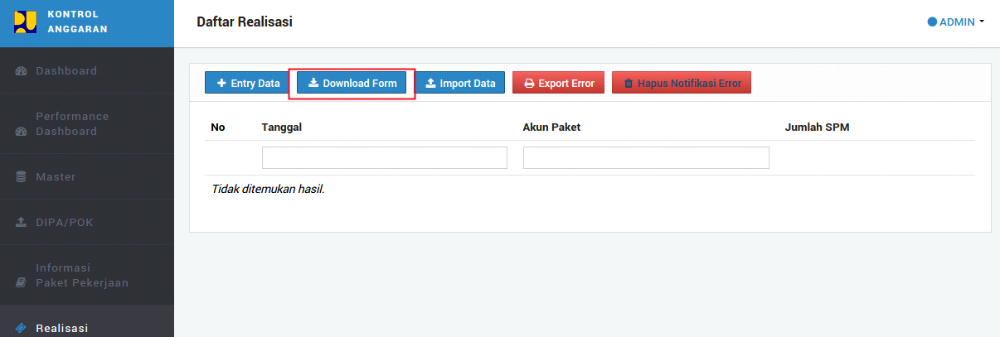 KONTROL
ANGGARAN
Daftar Realisasi
ADMIN
Dashboard
Performance
Dashboard
Master
DIPA/POK
Informasi
Paket Pekerjaan
Realisasi
Entry Data
Download Form
Import Data
Export Error
Hapus Notifikasi Error
No Tanggal Akun Paket Jumlah SPM
Tidak ditemukan hasil.